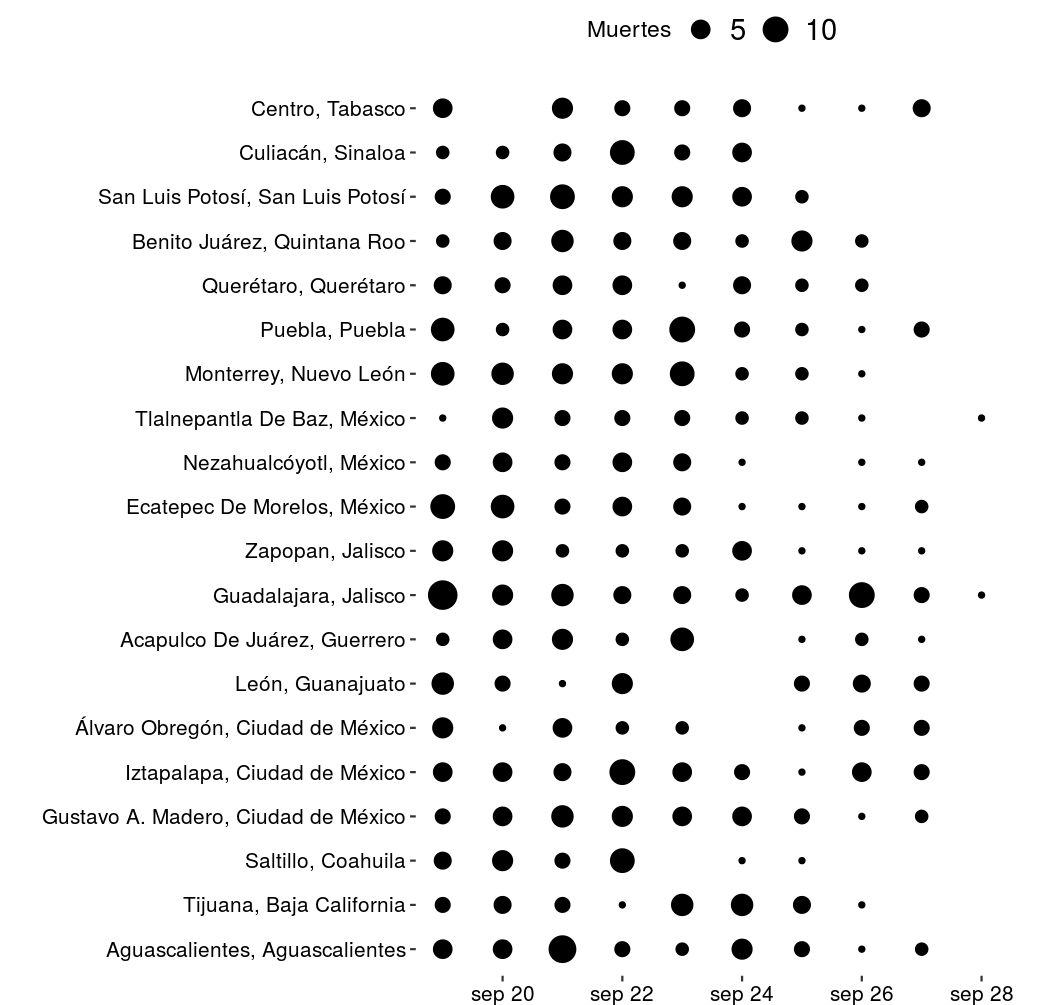 Muertes 5 10
Centro, Tabasco
Culiacán, Sinaloa
San Luis Potosí, San Luis Potosí
Benito Juárez, Quintana Roo
Querétaro, Querétaro
Puebla, Puebla
Monterrey, Nuevo León
Tlalnepantla De Baz, México
Nezahualcóyotl, México
Ecatepec De Morelos, México
Zapopan, Jalisco
Guadalajara, Jalisco
Acapulco De Juárez, Guerrero
León, Guanajuato
Álvaro Obregón, Ciudad de México
Iztapalapa, Ciudad de México
Gustavo A. Madero, Ciudad de México
Saltillo, Coahuila
Tijuana, Baja California
Aguascalientes, Aguascalientes
sep 20 sep 22 sep 24 sep 26 sep 28